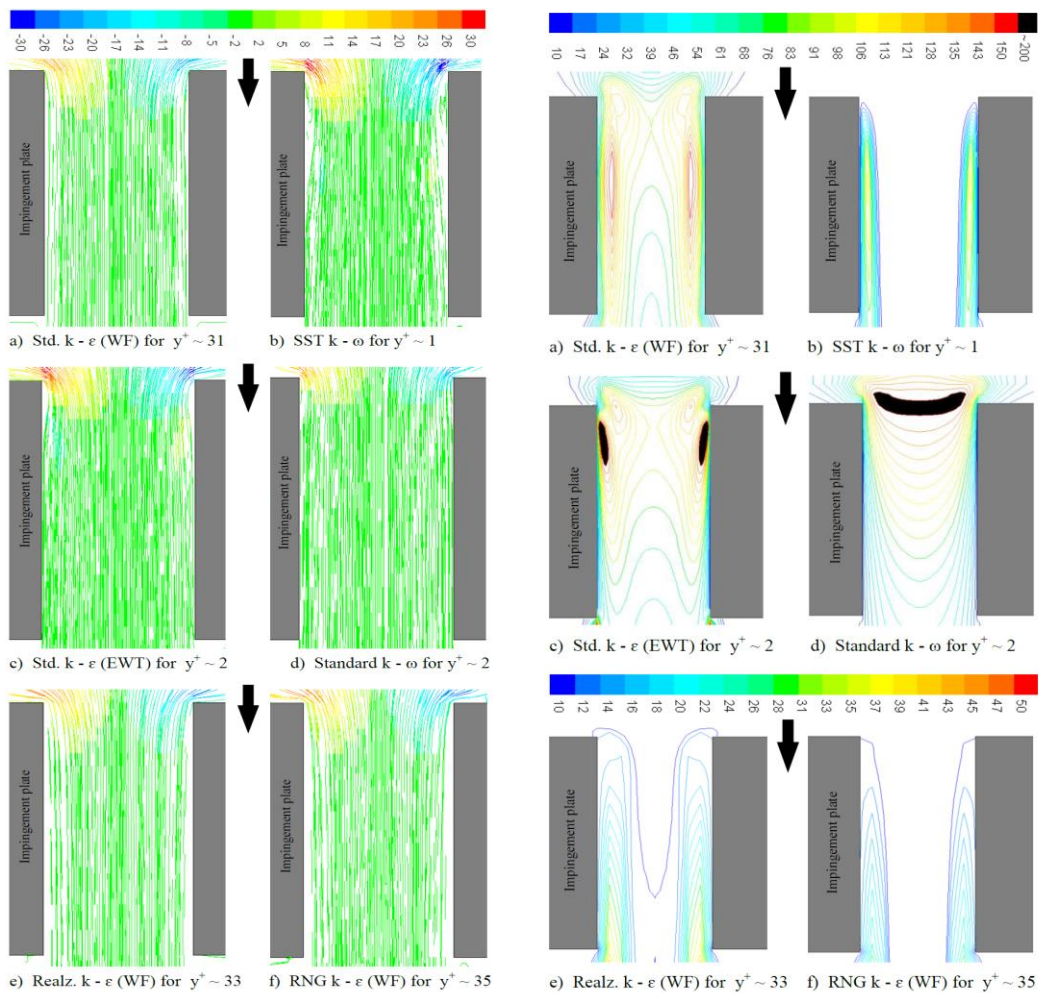 -30 -26 -23 -20 -17 -14 -11 -8 -5 -2 2 5 8 11 14 17 20 23 26 30
10 17 24 32 39 46 54 61 68 76 83 91 98 106 113 121 128 136 143 150 ~200
Impingement plate
Impingement plate
Impingement plate
Impingement plate
a) Std. k - ε (WF) for y⁺ ~ 31
b) SST k - ω for y⁺ ~ 1
a) Std. k - ε (WF) for y⁺ ~ 31
b) SST k - ω for y⁺ ~ 1
Impingement plate
Impingement plate
Impingement plate
Impingement plate
c) Std. k - ε (EWT) for y⁺ ~ 2
d) Standard k - ω for y⁺ ~ 2
c) Std. k - ε (EWT) for y⁺ ~ 2
d) Standard k - ω for y⁺ ~ 2
10 12 14 16 18 20 22 24 26 28 29 31 33 35 37 39 41 43 45 47 50
Impingement plate
Impingement plate
Impingement plate
Impingement plate
e) Realz. k - ε (WF) for y⁺ ~ 33
f) RNG k - ε (WF) for y⁺ ~ 35
e) Realz. k - ε (WF) for y⁺ ~ 33
f) RNG k - ε (WF) for y⁺ ~ 35